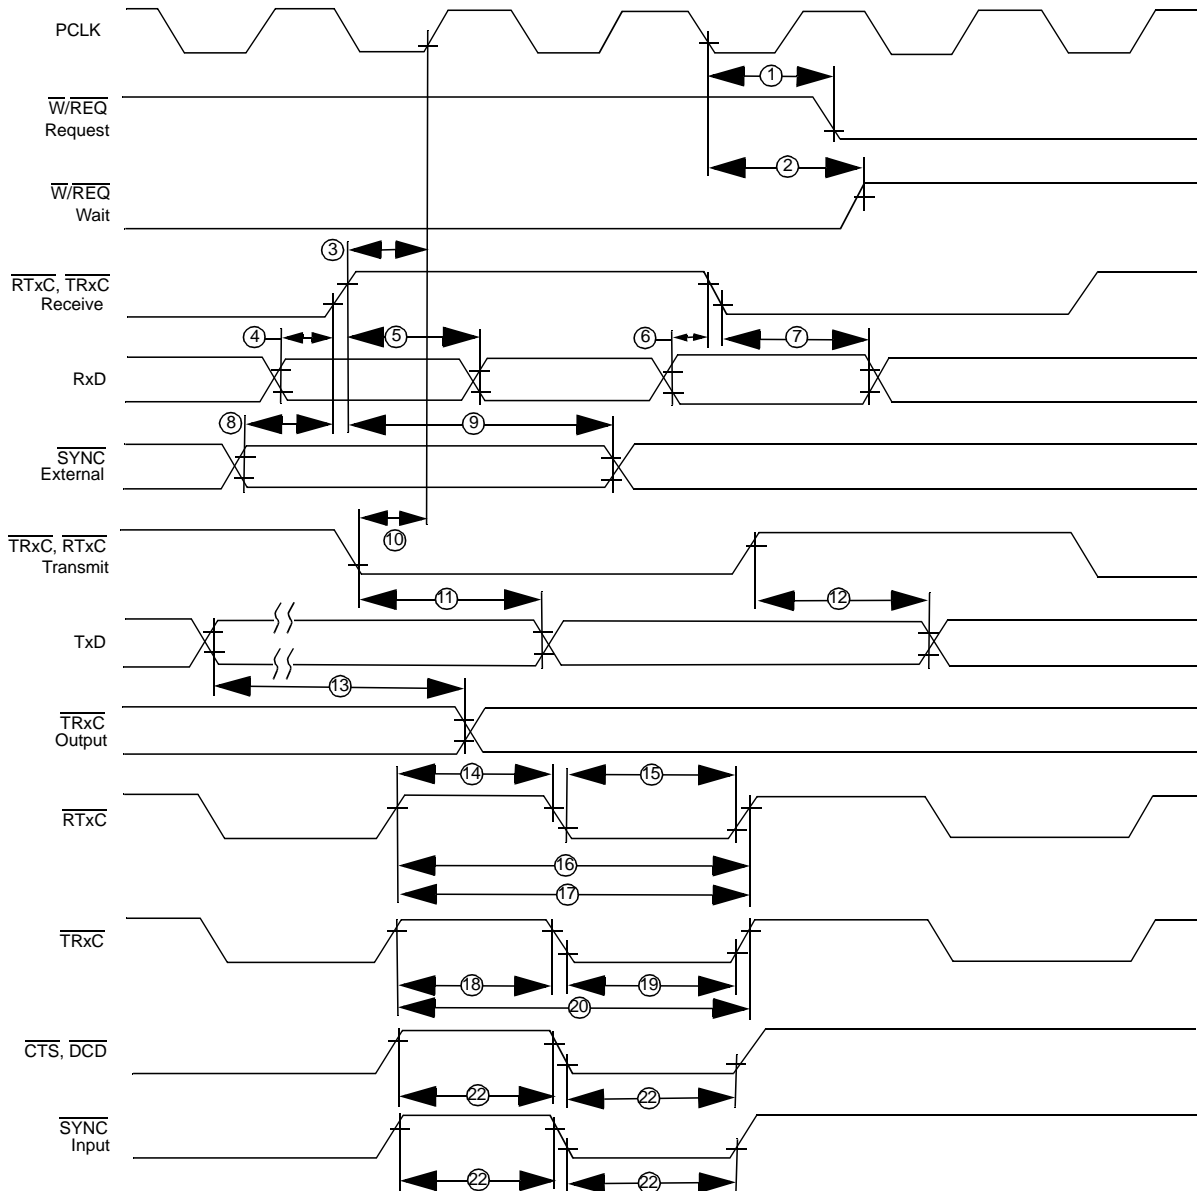 PCLK
1
W/REQ
Request
2
W/REQ
Wait
3
RTxC, TRxC
Receive
4
5
6
7
RxD
8
9
SYNC
External
10
TRxC, RTxC
Transmit
11
12
TxD
13
TRxC
Output
14
15
RTxC
16
17
TRxC
18
19
20
CTS, DCD
22
22
SYNC
Input
22
22